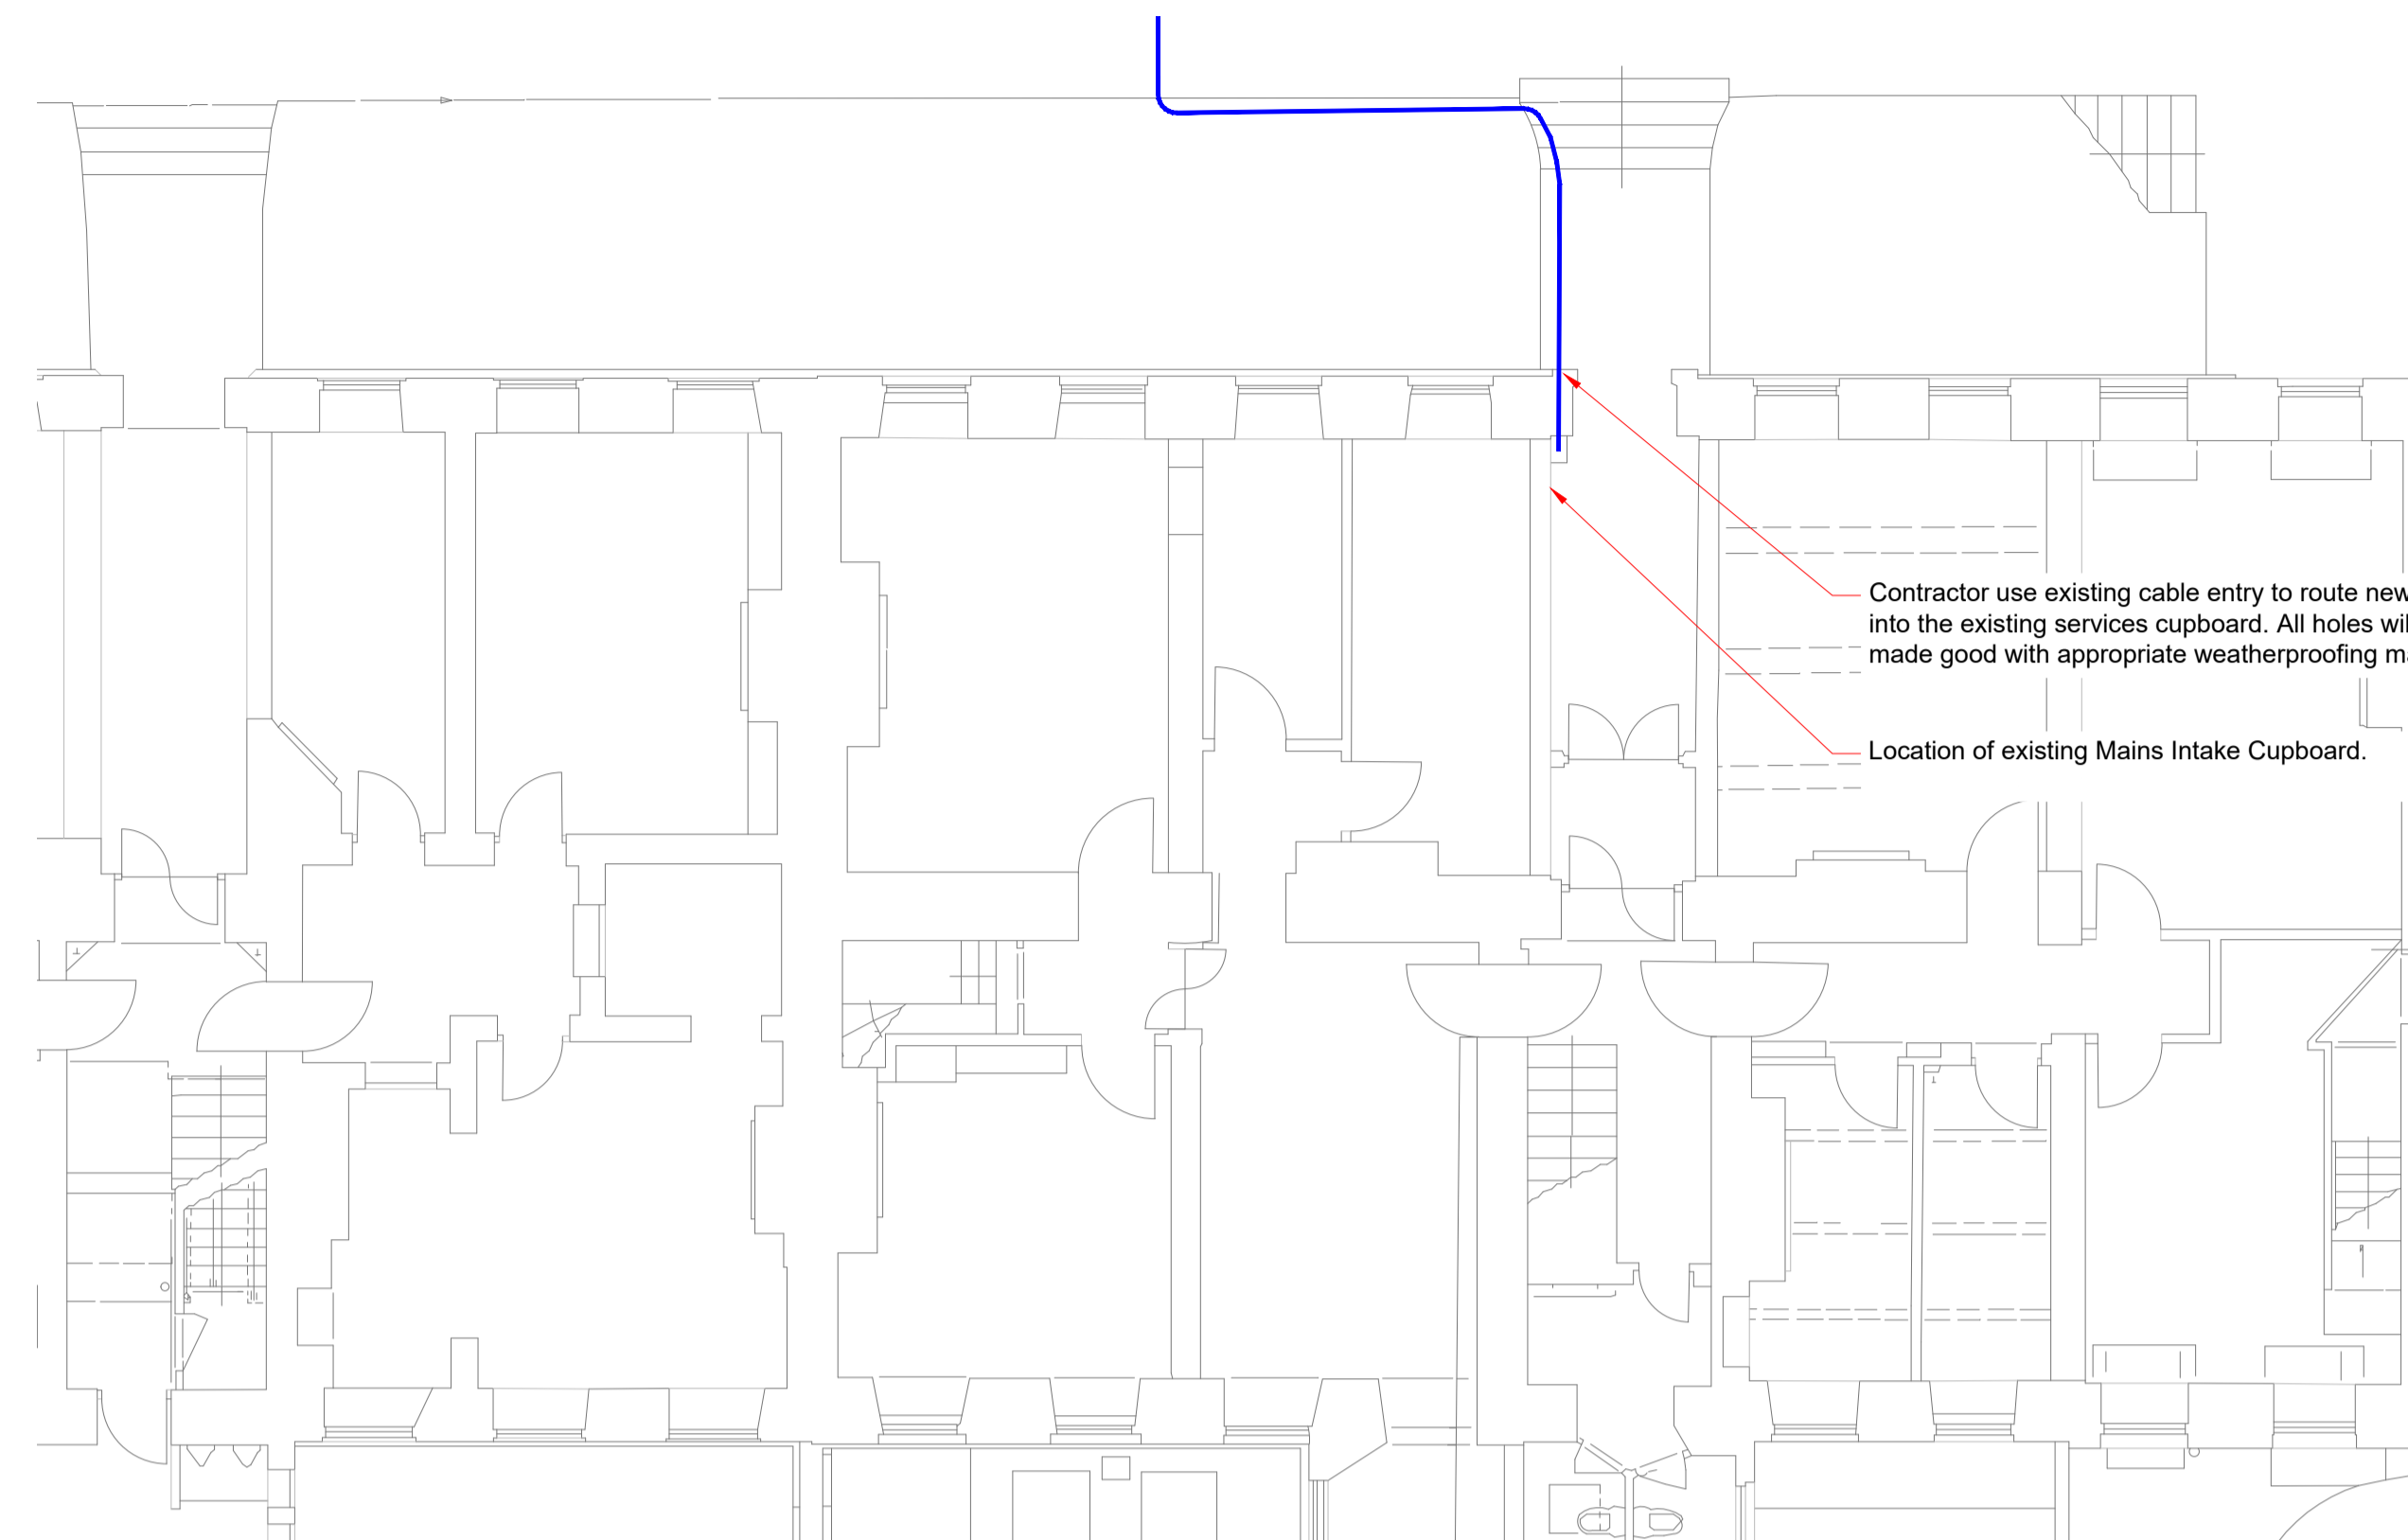 Contractor use existing cable entry to route new
into the existing services cupboard. All holes wil
made good with appropriate weatherproofing ma
Location of existing Mains Intake Cupboard.